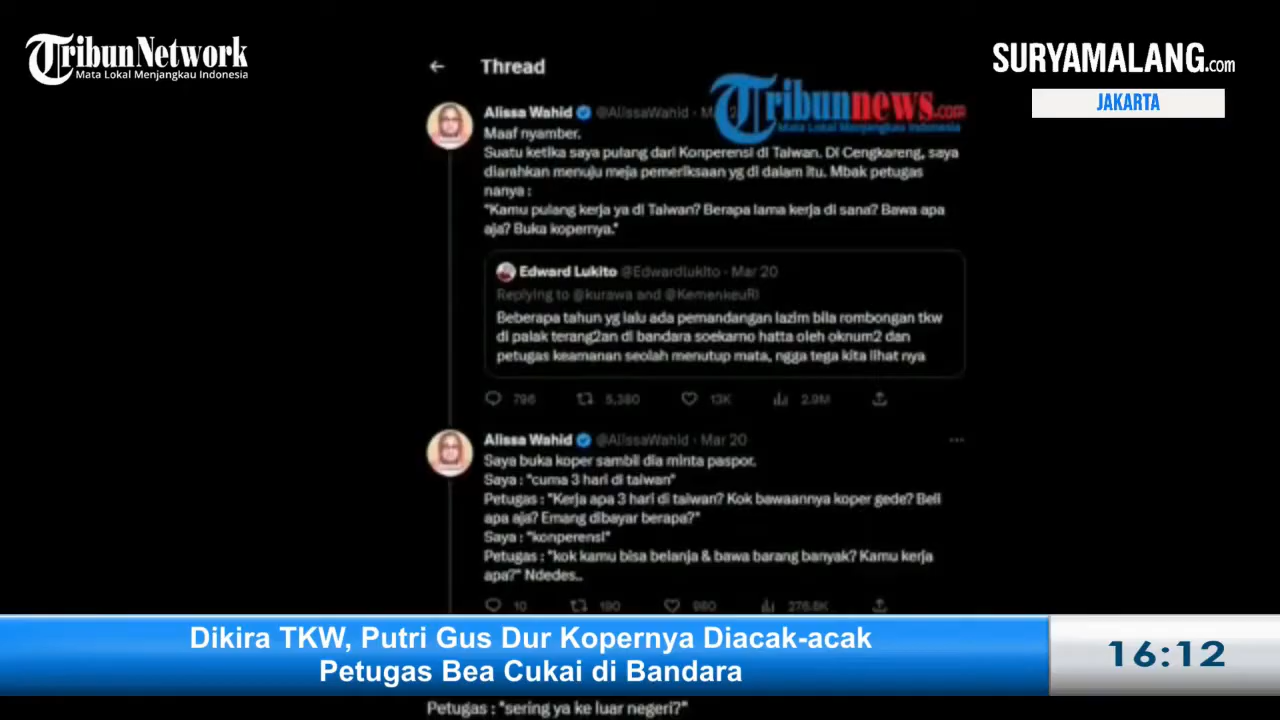 Tribun Network
Mata Lokal Menjangkau Indonesia
SURYAMALANG.com
JAKARTA
Tribunnews.com
Mata Lokal Menjangkau Indonesia
Thread
Alissa Wahid @AlissaWahid · M
Maaf nyamber.
Suatu ketika saya pulang dari Konperensi di Taiwan. Di Cengkareng, saya
diarahkan menuju meja pemeriksaan yg di dalam itu. Mbak petugas
nanya :
"Kamu pulang kerja ya di Taiwan? Berapa lama kerja di sana? Bawa apa
aja? Buka kopernya."
Edward Lukito @Edwardlukito · Mar 20
Replying to @kurawa and @KemenkeuRI
Beberapa tahun yg lalu ada pemandangan lazim bila rombongan tkw
di palak terang2an di bandara soekarno hatta oleh oknum2 dan
petugas keamanan seolah menutup mata, ngga tega kita lihat nya
796 5,380 13K 2.9M
Alissa Wahid @AlissaWahid · Mar 20
Saya buka koper sambil dia minta paspor.
Saya : "cuma 3 hari di taiwan"
Petugas : "Kerja apa 3 hari di taiwan? Kok bawaannya koper gede? Beli
apa aja? Emang dibayar berapa?"
Saya : "konperensi"
Petugas : "kok kamu bisa belanja & bawa barang banyak? Kamu kerja
apa?" Ndedes..
10 190 980 276.8K
Dikira TKW, Putri Gus Dur Kopernya Diacak-acak
Petugas Bea Cukai di Bandara
16:12
Petugas : "sering ya ke luar negeri?"